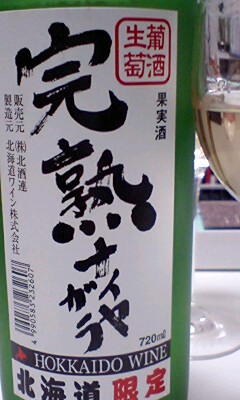 生葡萄酒
果実酒
完熟
ナイヤガラ
販売元 (株)北酒連
製造元 北海道ワイン株式会社
4990583232607
720ml
HOKKAIDO WINE
北海道限定